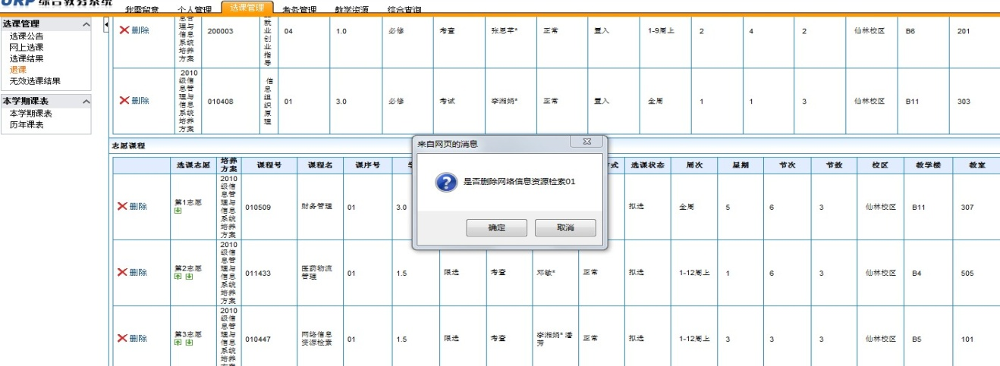 URP 综合教务系统
我要留意 个人管理 选课管理 考务管理 教学资源 综合查询
选课管理
选课公告
网上选课
选课结果
退课
无效选课结果
本学期课表
本学期课表
历年课表
删除 息管理与信息系统培养方案 200003 就业创业指导 04 1.0 必修 考查 张思芊* 正常 置入 1-9周上 2 4 2 仙林校区 B6 201
删除 2010级信息管理与信息系统培养方案 010408 信息组织原理 01 3.0 必修 考试 李湘娟* 正常 置入 全周 1 1 3 仙林校区 B11 303
志愿课程
选课志愿 培养方案 课程号 课程名 课序号 式 选课状态 周次 星期 节次 节数 校区 教学楼 教室
删除 第1志愿 2010级信息管理与信息系统培养方案 010509 财务管理 01 3.0 拟选 全周 5 6 3 仙林校区 B11 307
删除 第2志愿 2010级信息管理与信息系统培养方案 011433 医药物流管理 01 1.5 限选 考查 邓敏* 正常 拟选 1-12周上 1 6 3 仙林校区 B4 505
删除 第3志愿 2010级信息管理与信息系统培养方案 010447 网络信息资源检索 01 1.5 限选 考查 李湘娟* 潘芳 正常 拟选 1-12周上 3 3 3 仙林校区 B5 101
来自网页的消息
是否删除网络信息资源检索01
确定 取消